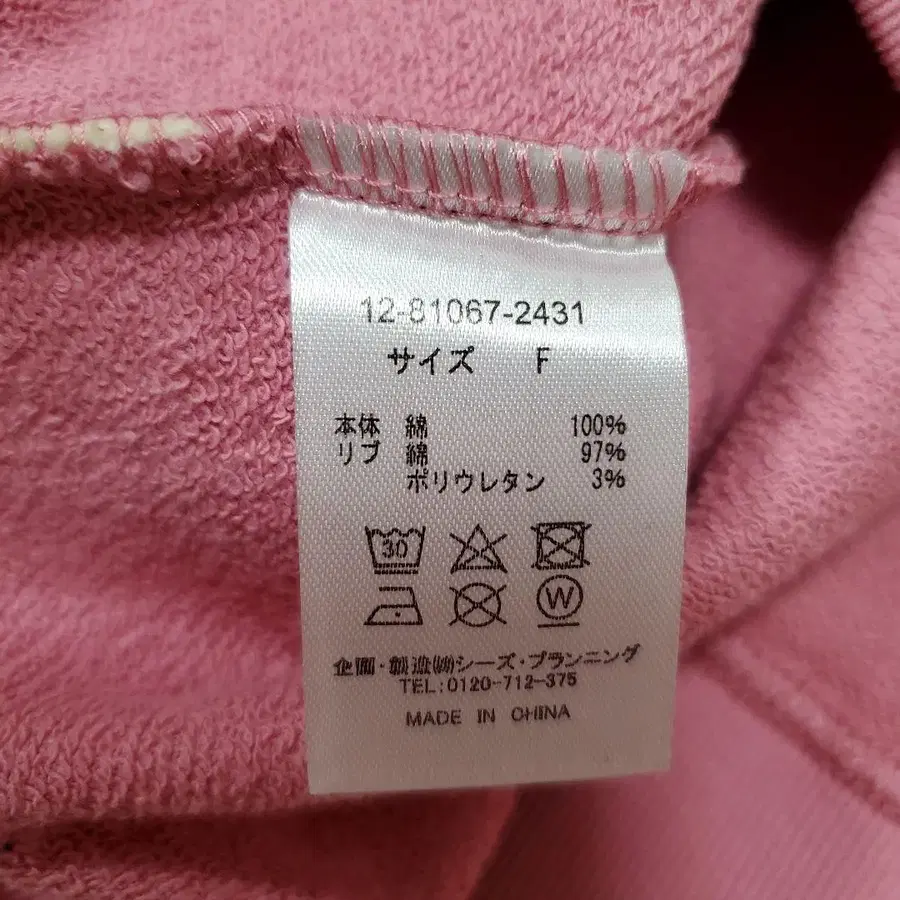 12-81067-2431
サイズ F
本体 綿 100%
リブ 綿 97%
ポリウレタン 3%
30
W
企画・製造㈱シーズ・プランニング
TEL:0120-712-375
MADE IN CHINA